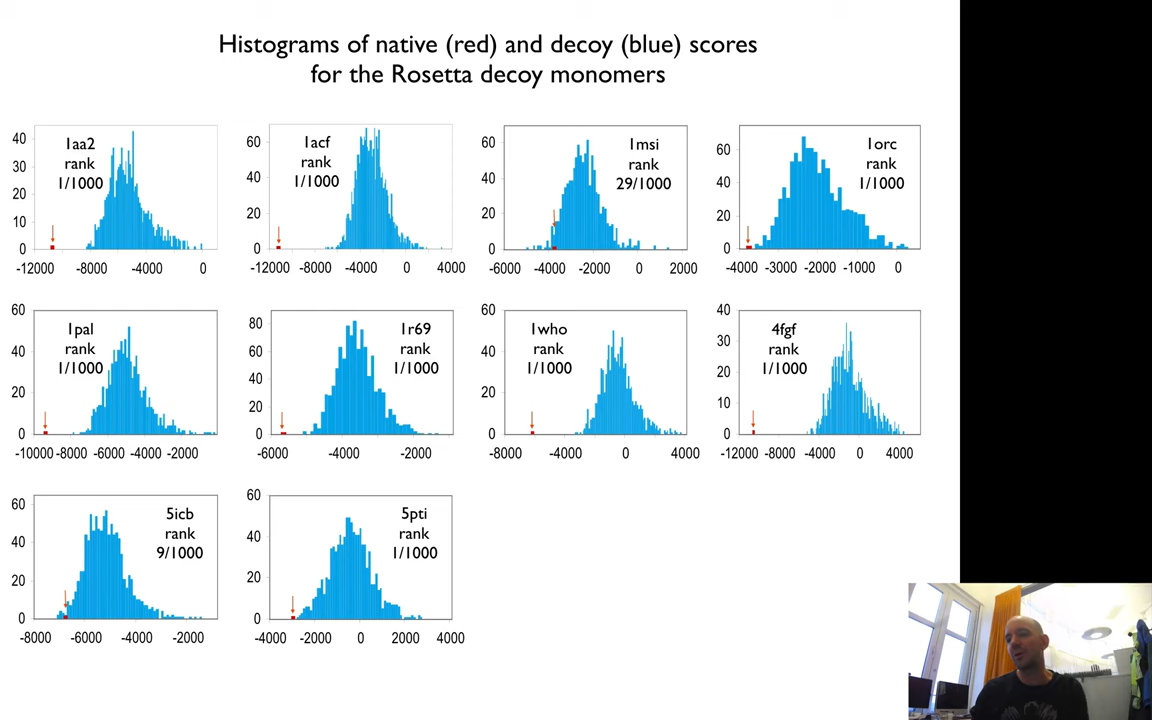 Histograms of native (red) and decoy (blue) scores
for the Rosetta decoy monomers
40
30
20
10
0
1aa2
rank
1/1000
-12000 -8000 -4000 0
60
40
20
0
1acf
rank
1/1000
-12000 -8000 -4000 0 4000
60
40
20
0
1msi
rank
29/1000
-6000 -4000 -2000 0 2000
60
40
20
0
1orc
rank
1/1000
-4000 -3000 -2000 -1000 0
60
40
20
0
1pal
rank
1/1000
-10000 -8000 -6000 -4000 -2000
80
60
40
20
0
1r69
rank
1/1000
-6000 -4000 -2000
60
40
20
0
1who
rank
1/1000
-8000 -4000 0 4000
40
30
20
10
0
4fgf
rank
1/1000
-12000 -8000 -4000 0 4000
60
40
20
0
5icb
rank
9/1000
-8000 -6000 -4000 -2000
60
40
20
0
5pti
rank
1/1000
-4000 -2000 0 2000 4000